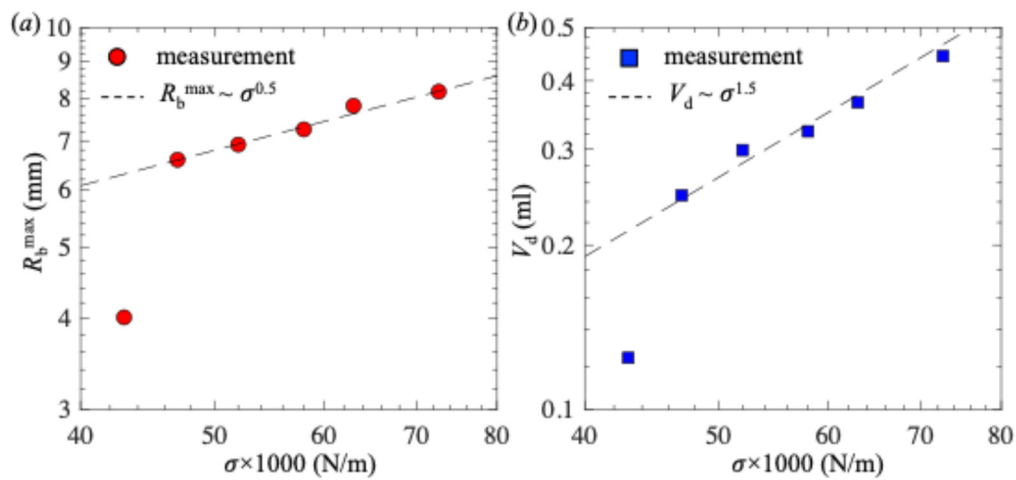 (a)
10
9
8
7
6
5
4
3
measurement
R_b^max ~ σ^0.5
R_b^max (mm)
40
50
60
70
80
σ×1000 (N/m)
(b)
0.5
0.4
0.3
0.2
0.1
measurement
V_d ~ σ^1.5
V_d (ml)
40
50
60
70
80
σ×1000 (N/m)